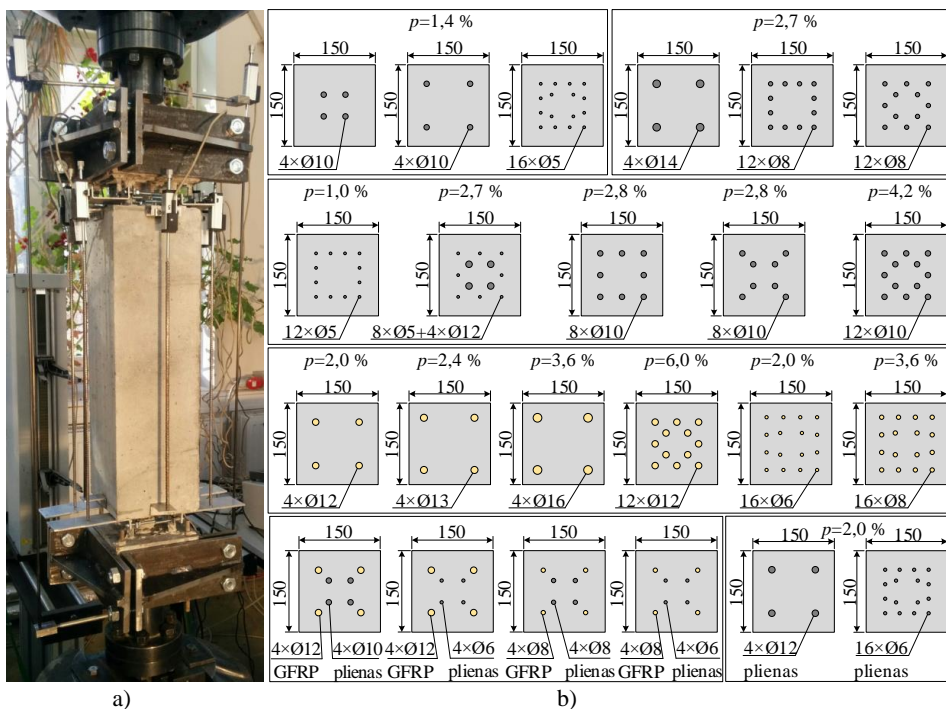 p=1,4 %
150 150 150
150
4×Ø10 4×Ø10 16×Ø5
p=2,7 %
150 150 150
150
4×Ø14 12×Ø8 12×Ø8
p=1,0 % p=2,7 % p=2,8 % p=2,8 % p=4,2 %
150 150 150 150 150
150 150 150 150 150
12×Ø5 8×Ø5+4×Ø12 8×Ø10 8×Ø10 12×Ø10
p=2,0 % p=2,4 % p=3,6 % p=6,0 % p=2,0 % p=3,6 %
150 150 150 150 150 150
150 150 150 150 150 150
4×Ø12 4×Ø13 4×Ø16 12×Ø12 16×Ø6 16×Ø8
150 150 150 150
150 150 150 150
4×Ø12 4×Ø10 4×Ø12 4×Ø6 4×Ø8 4×Ø8 4×Ø8 4×Ø6
GFRP plienas GFRP plienas GFRP plienas GFRP plienas
p=2,0 %
150 150
150 150
4×Ø12 16×Ø6
plienas plienas
a) b)